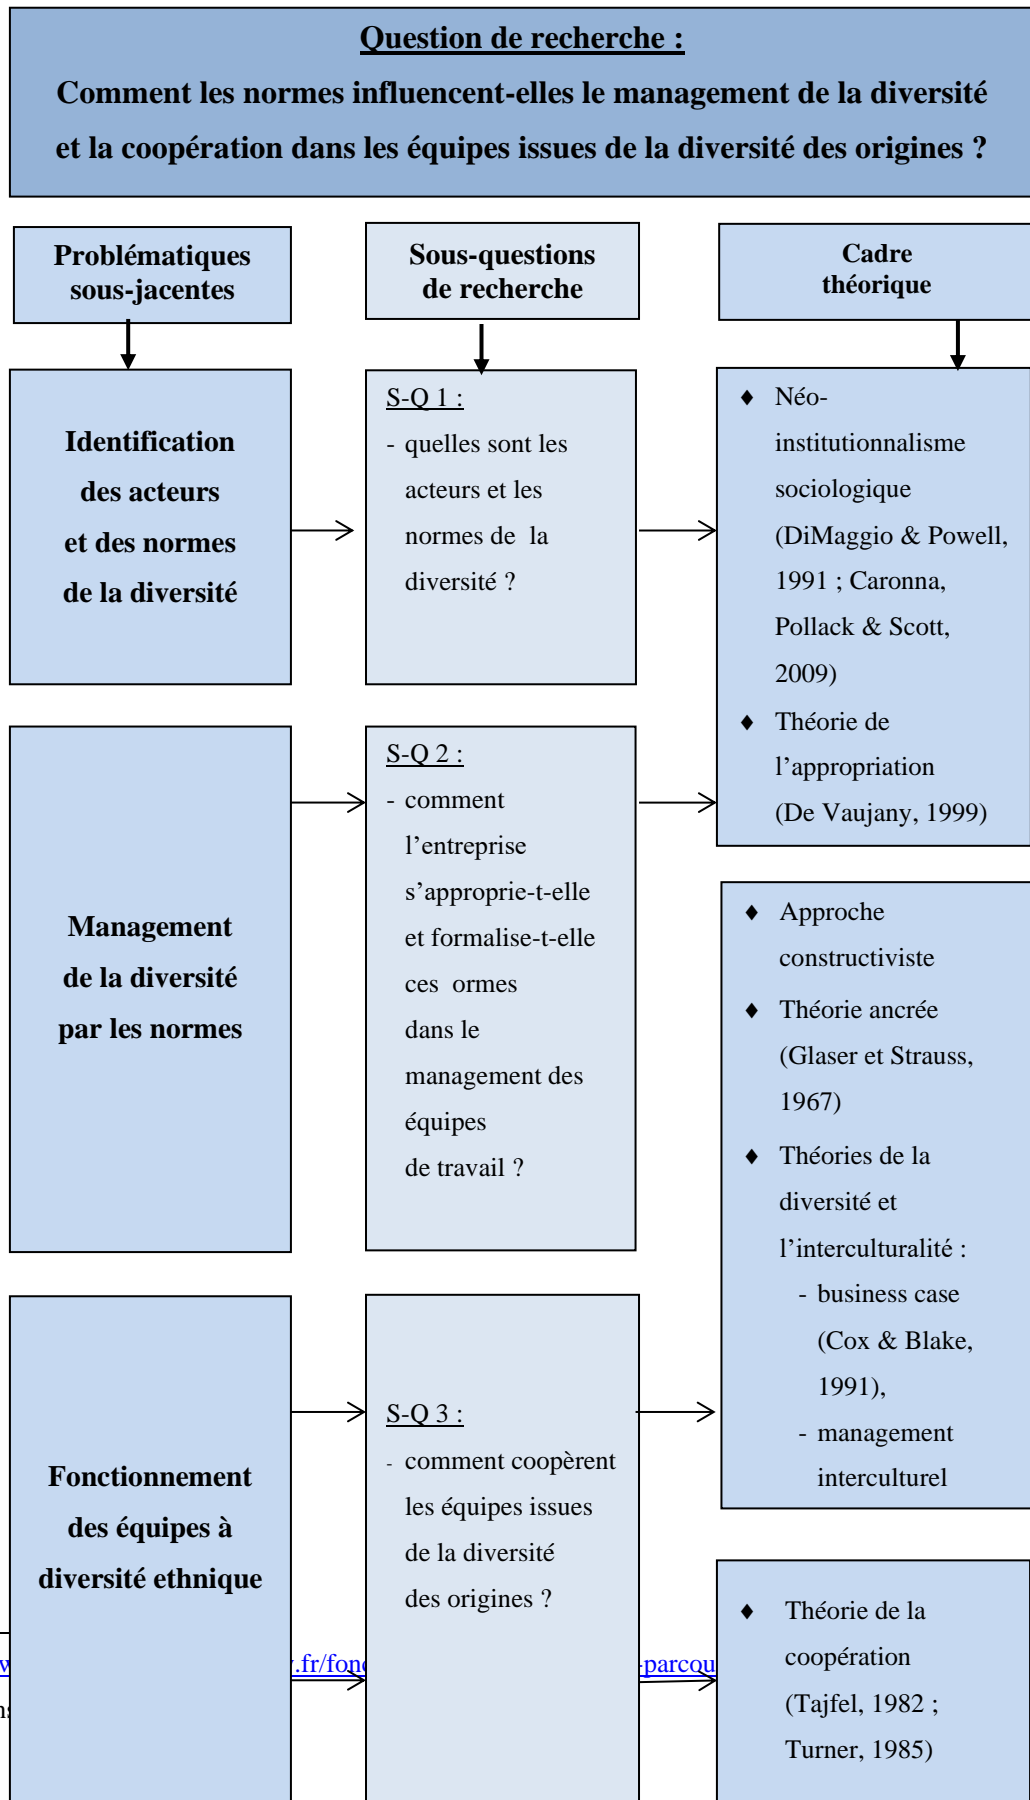 Question de recherche :
Comment les normes influencent-elles le management de la diversité
et la coopération dans les équipes issues de la diversité des origines ?
Problématiques
sous-jacentes
Sous-questions
de recherche
Cadre
théorique
Identification
des acteurs
et des normes
de la diversité
S-Q 1 :
- quelles sont les
acteurs et les
normes de la
diversité ?
♦ Néo-
institutionnalisme
sociologique
(DiMaggio & Powell,
1991 ; Caronna,
Pollack & Scott,
2009)
♦ Théorie de
l’appropriation
(De Vaujany, 1999)
Management
de la diversité
par les normes
S-Q 2 :
- comment
l’entreprise
s’approprie-t-elle
et formalise-t-elle
ces ormes
dans le
management des
équipes
de travail ?
♦ Approche
constructiviste
♦ Théorie ancrée
(Glaser et Strauss,
1967)
♦ Théories de la
diversité et
l’interculturalité :
- business case
(Cox & Blake,
1991),
- management
interculturel
Fonctionnement
des équipes à
diversité ethnique
S-Q 3 :
- comment coopèrent
les équipes issues
de la diversité
des origines ?
♦ Théorie de la
coopération
(Tajfel, 1982 ;
Turner, 1985)
.fr/fond
-parcou